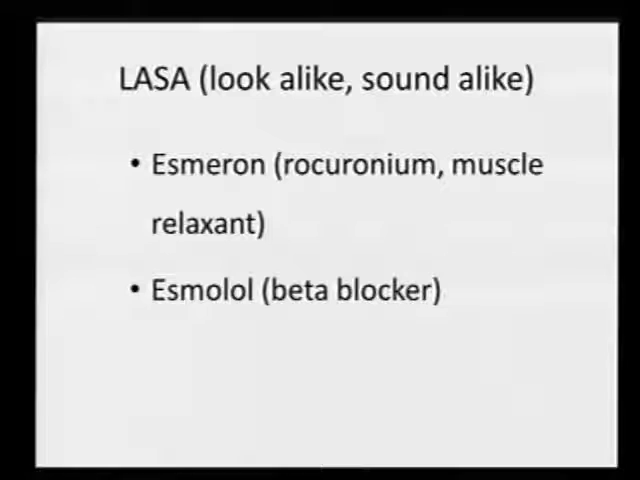 LASA (look alike, sound alike)
• Esmeron (rocuronium, muscle
relaxant)
• Esmolol (beta blocker)